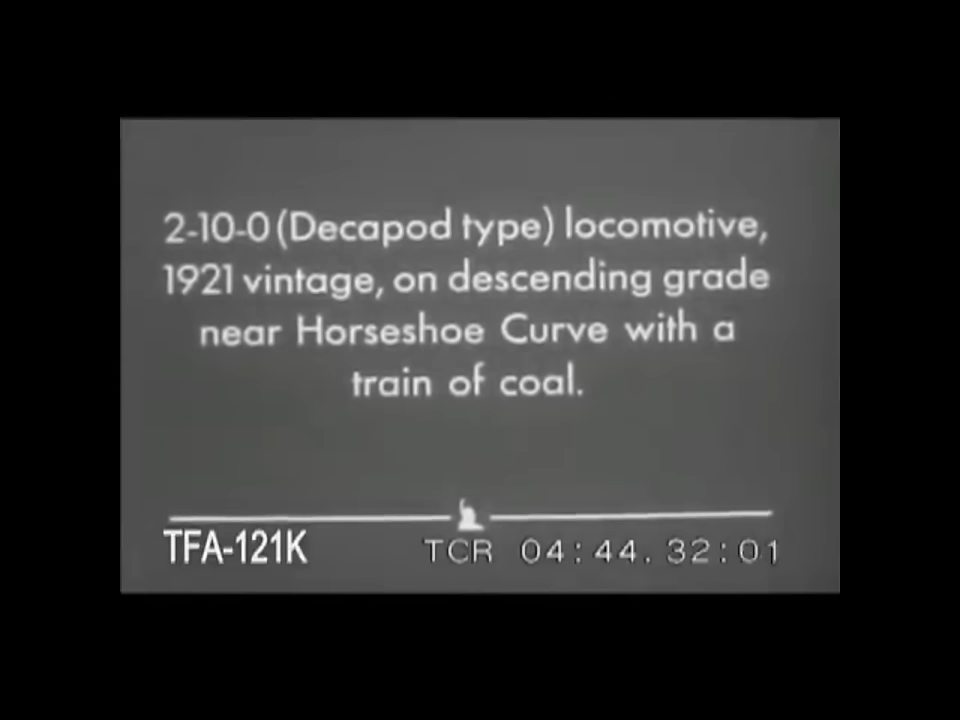 2-10-0 (Decapod type) locomotive,
1921 vintage, on descending grade
near Horseshoe Curve with a
train of coal.
TFA-121K
TCR 04:44.32:01